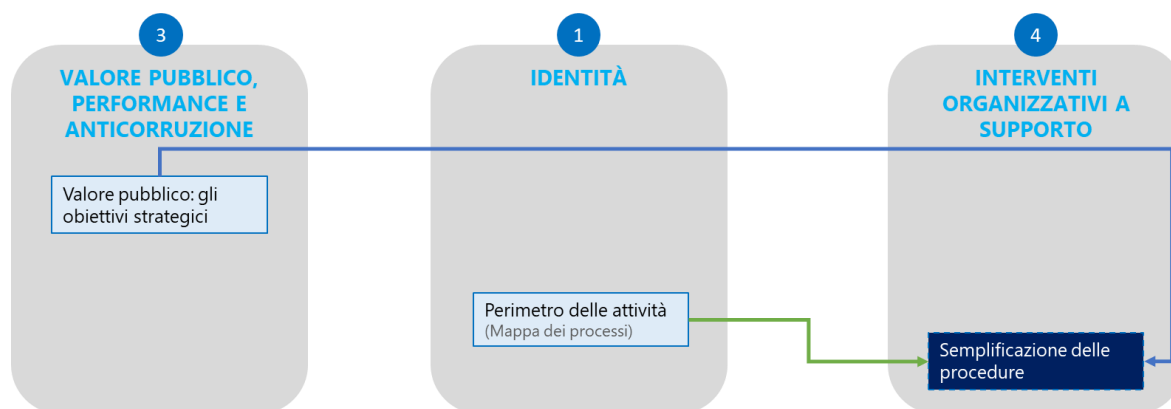 3
VALORE PUBBLICO,
PERFORMANCE E
ANTICORRUZIONE
Valore pubblico: gli
obiettivi strategici
1
IDENTITÀ
Perimetro delle attività
(Mappa dei processi)
4
INTERVENTI
ORGANIZZATIVI A
SUPPORTO
Semplificazione delle
procedure